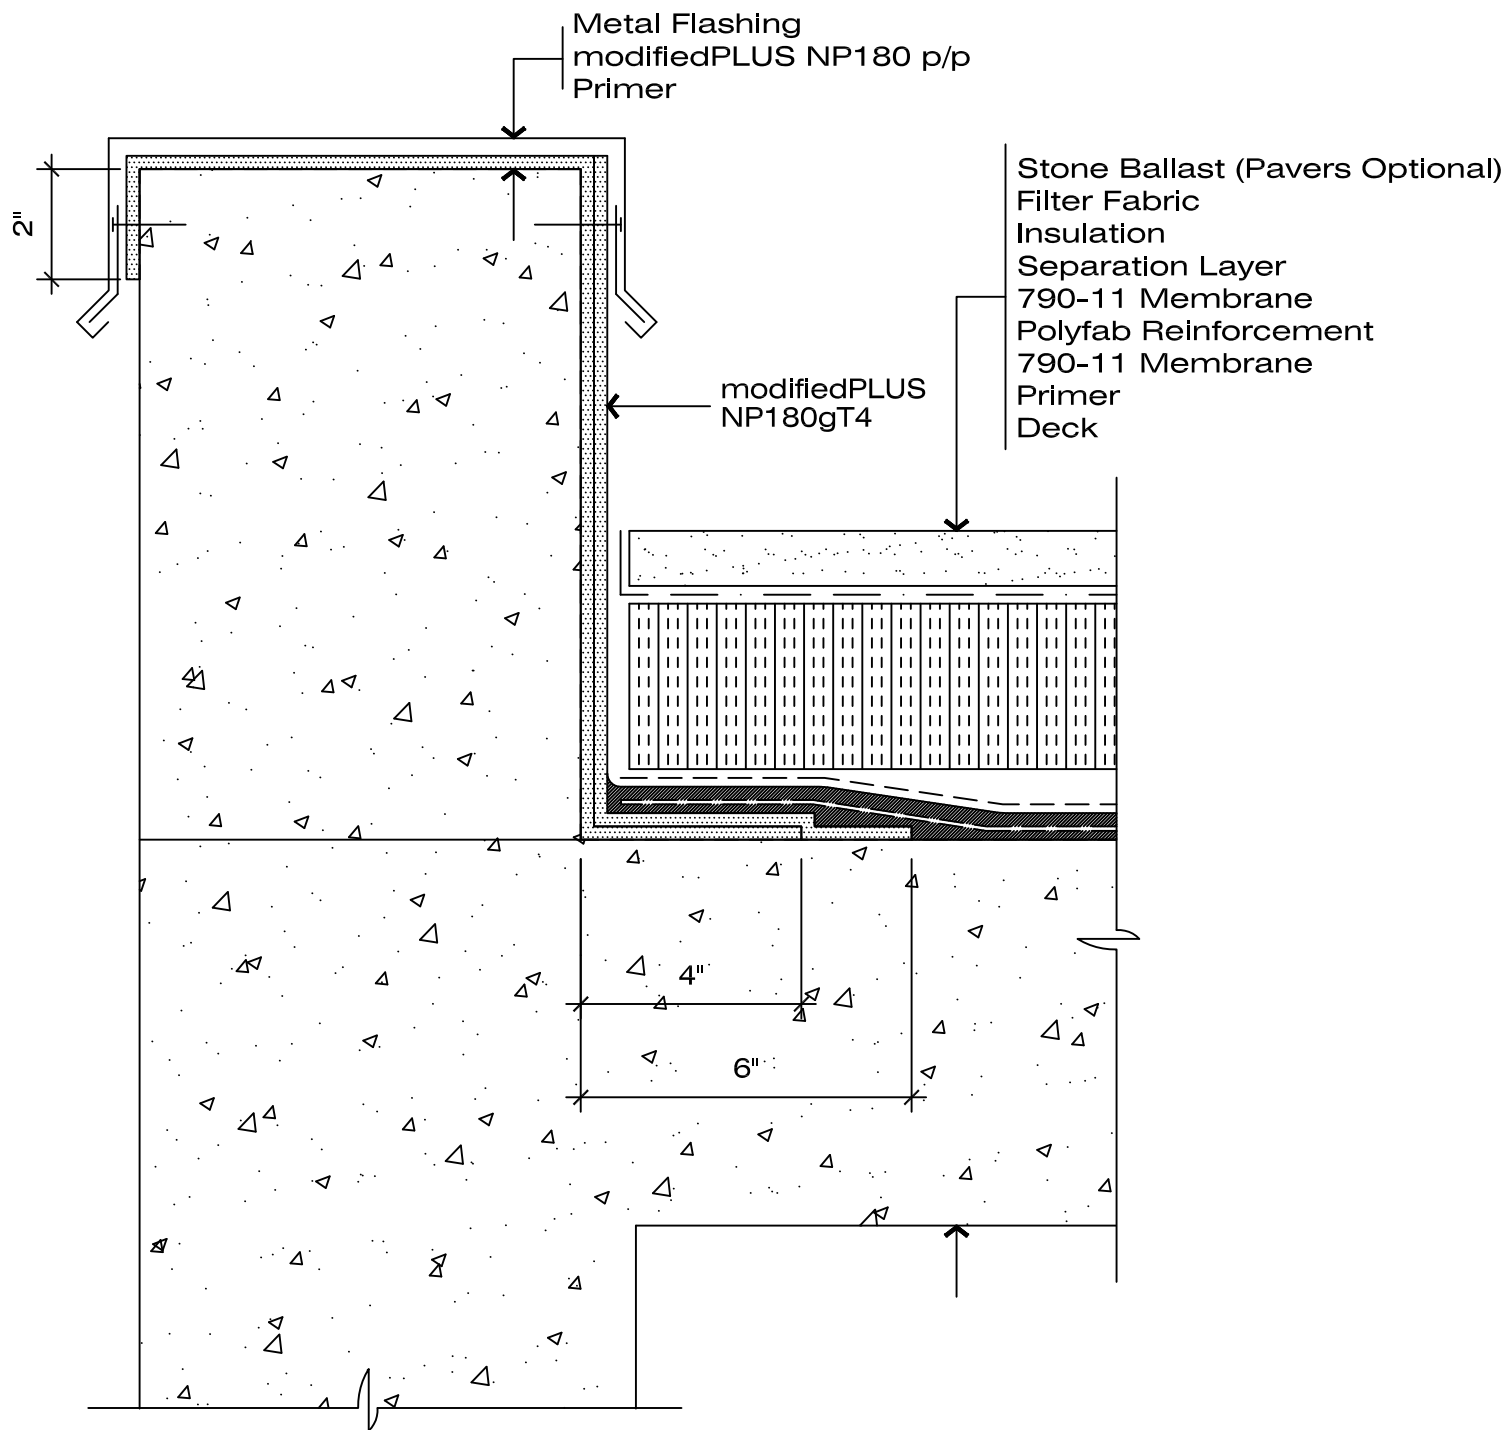 Metal Flashing
modifiedPLUS NP180 p/p
Primer
Stone Ballast (Pavers Optional)
Filter Fabric
Insulation
Separation Layer
790-11 Membrane
Polyfab Reinforcement
790-11 Membrane
Primer
Deck
2"
modifiedPLUS
NP180gT4
4"
6"